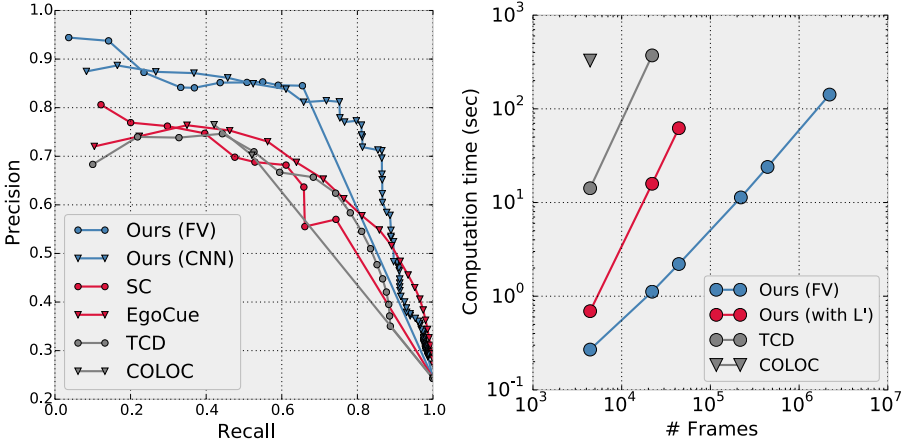 1.0
0.9
0.8
0.7
0.6
0.5
0.4
0.3
0.2
Precision
0.0 0.2 0.4 0.6 0.8 1.0
Recall
Ours (FV)
Ours (CNN)
SC
EgoCue
TCD
COLOC
10^3
10^2
10^1
10^0
10^-1
Computation time (sec)
10^3 10^4 10^5 10^6 10^7
# Frames
Ours (FV)
Ours (with L')
TCD
COLOC